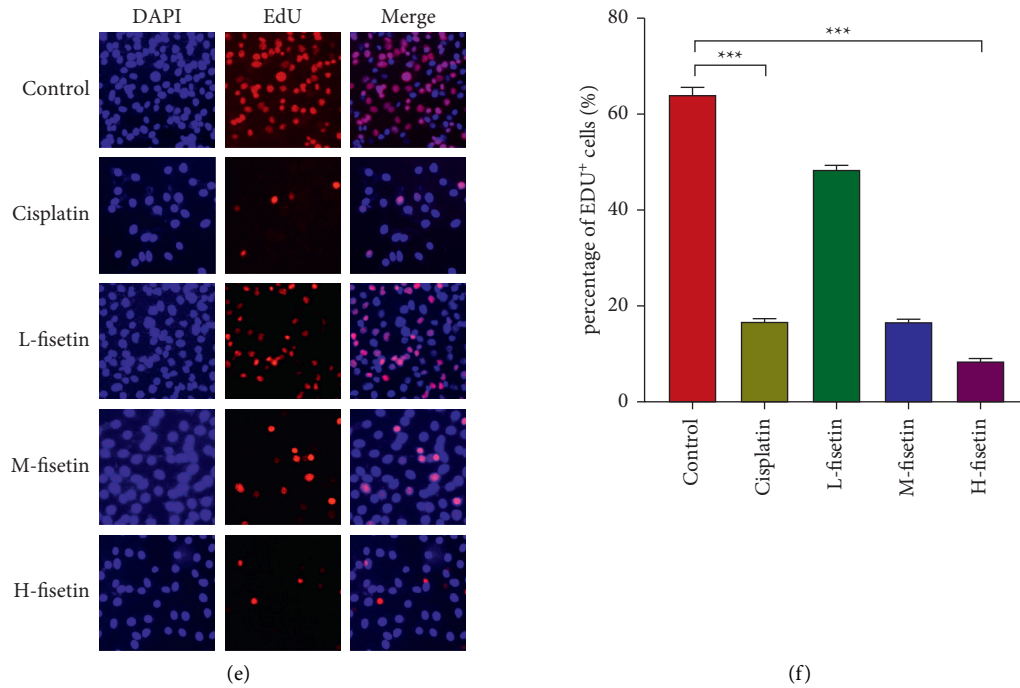 DAPI EdU Merge
Control
Cisplatin
L-fisetin
M-fisetin
H-fisetin
(e)
percentage of EDU⁺ cells (%)
80
60
40
20
0
***
***
Control
Cisplatin
L-fisetin
M-fisetin
H-fisetin
(f)